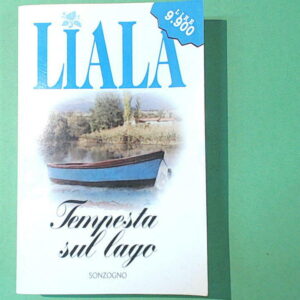 LIALA
LIRE
9.900
Tempesta
sul lago
SONZOGNO